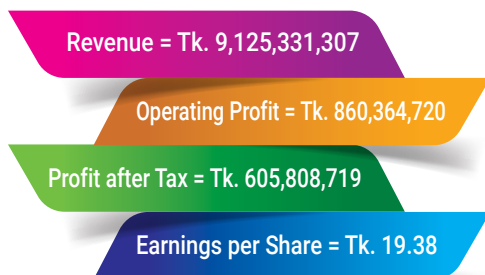 Revenue = Tk. 9,125,331,307
Operating Profit = Tk. 860,364,720
Profit after Tax = Tk. 605,808,719
Earnings per Share = Tk. 19.38